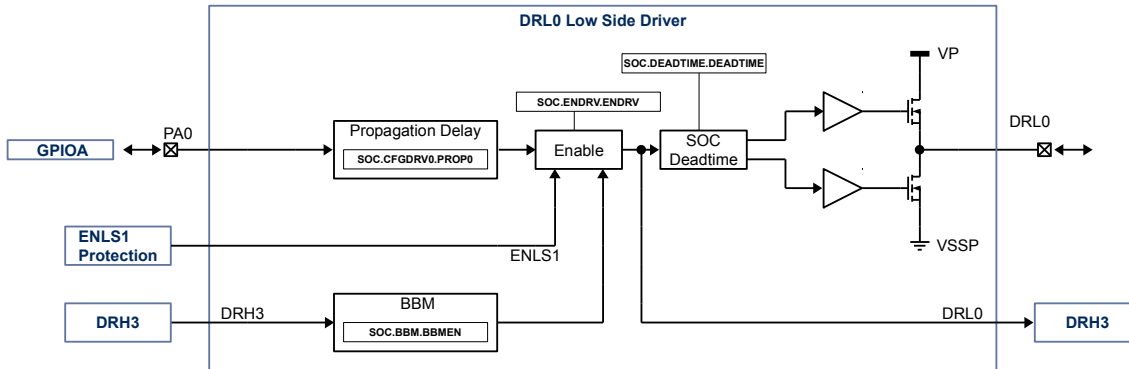 DRL0 Low Side Driver
SOC.DEADTIME.DEADTIME
VP
SOC.ENDRV.ENDRV
PA0
Propagation Delay
DRL0
GPIOA
SOC.CFGDRV0.PROP0
Enable
SOC
Deadtime
ENLS1
Protection
ENLS1
VSSP
BBM
DRH3
DRH3
SOC.BBM.BBMEN
DRL0
DRH3